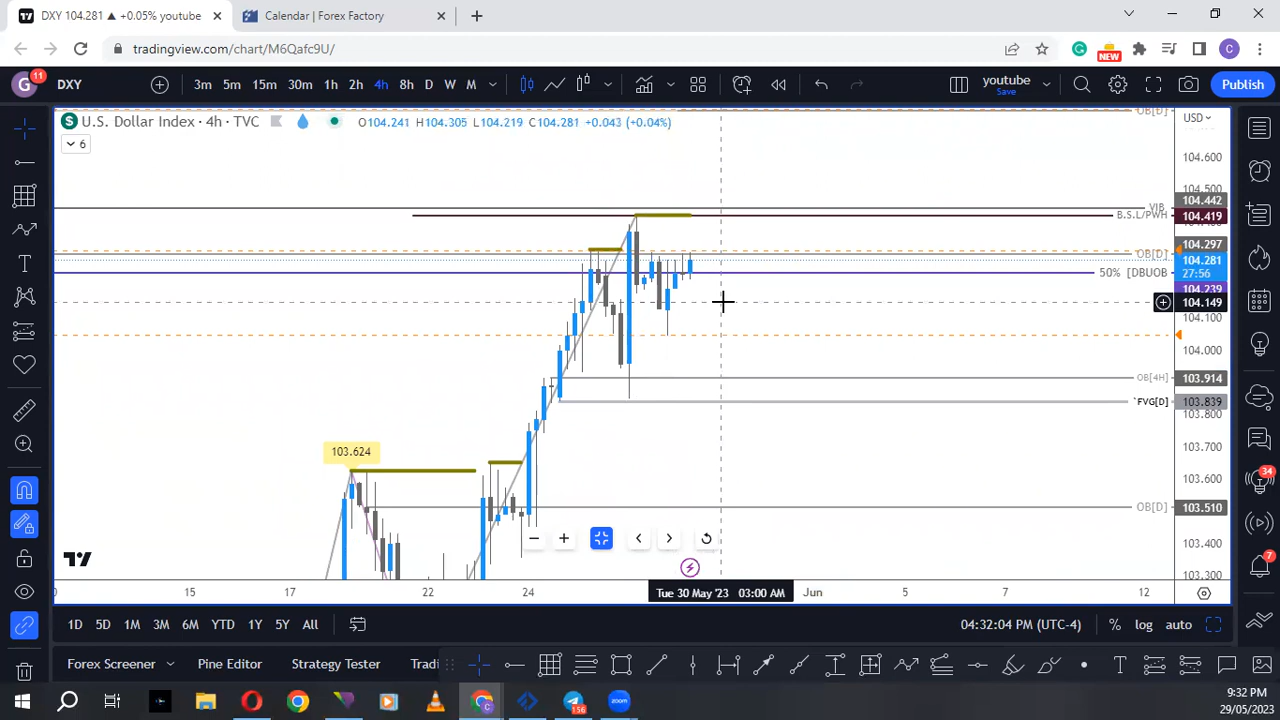 DXY 104.281 ▲ +0.05% youtube
Calendar | Forex Factory
tradingview.com/chart/M6Qafc9U/
NEW
C
G
11
DXY
3m 5m 15m 30m 1h 2h 4h 8h D W M
youtube
Save
Publish
U.S. Dollar Index · 4h · TVC
O104.241 H104.305 L104.219 C104.281 +0.043 (+0.04%)
6
USD
OB[D]
104.600
104.500
VIB
104.442
B.S.L/PWH
104.419
104.297
OB[D]
104.281
27:56
50% [DBUOB
104.239
104.149
104.100
104.000
OB[4H]
103.914
`FVG[D]
103.839
103.800
103.700
103.624
103.600
OB[D]
103.510
103.400
103.300
34
7
15 17 22 24 Tue 30 May '23 03:00 AM Jun 5 7 12
1D 5D 1M 3M 6M YTD 1Y 5Y All
04:32:04 PM (UTC-4) % log auto
Forex Screener Pine Editor Strategy Tester Tradi
156
zoom
9:32 PM
29/05/2023